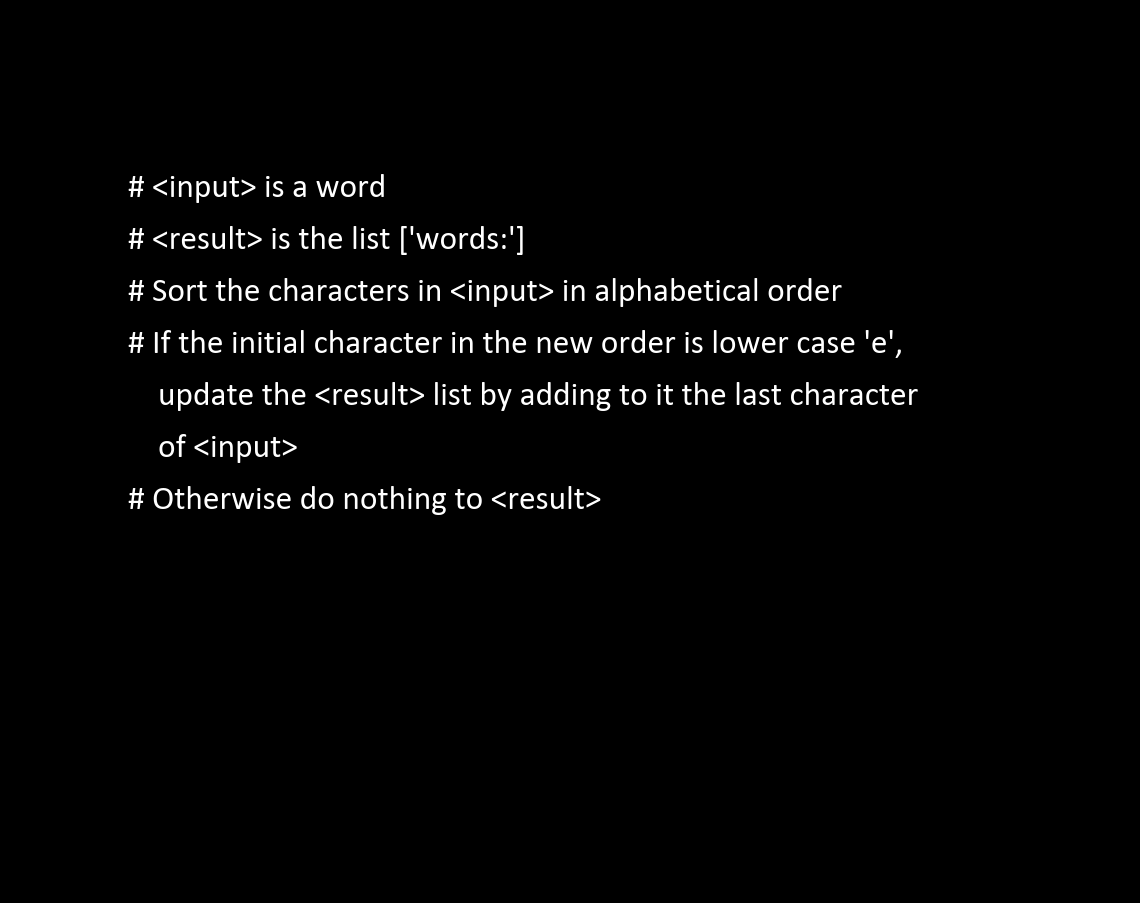 # <input> is a word
# <result> is the list ['words:']
# Sort the characters in <input> in alphabetical order
# If the initial character in the new order is lower case 'e',
update the <result> list by adding to it the last character
of <input>
# Otherwise do nothing to <result>